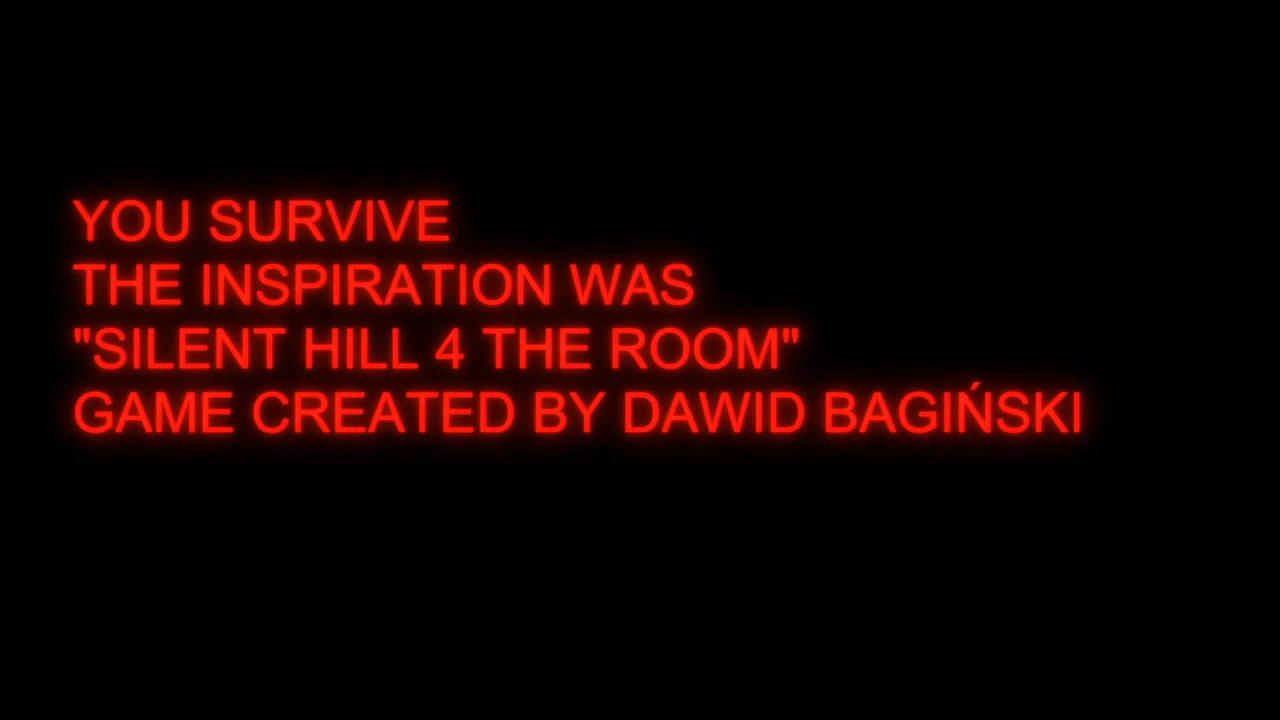 YOU SURVIVE
THE INSPIRATION WAS
"SILENT HILL 4 THE ROOM"
GAME CREATED BY DAWID BAGIŃSKI